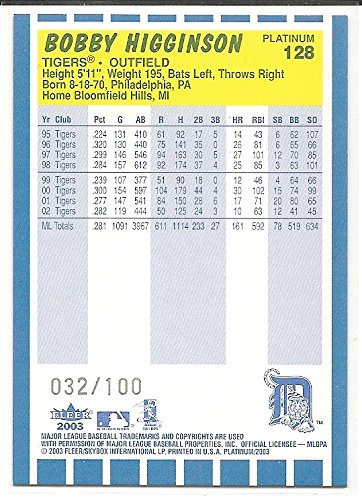 BOBBY HIGGINSON
PLATINUM
128
TIGERS® • OUTFIELD
Height 5'11", Weight 195, Bats Left, Throws Right
Born 8-18-70, Philadelphia, PA
Home Bloomfield Hills, MI
Yr Club Pct G AB R H 2B 3B HR RBI SB BB SO
95 Tigers .224 131 410 61 92 17 5 14 43 6 62 107
96 Tigers .320 130 440 75 141 35 0 26 81 6 65 66
97 Tigers .299 146 546 94 163 30 5 27 101 12 70 85
98 Tigers .284 157 612 92 174 37 4 25 85 3 63 101
99 Tigers .239 107 377 51 90 18 0 12 46 4 64 66
00 Tigers .300 154 597 104 179 44 4 30 102 15 74 99
01 Tigers .277 147 541 84 150 28 6 17 71 20 80 65
02 Tigers .282 119 444 50 125 24 3 10 63 12 41 45
ML Totals .281 1091 3967 611 1114 233 27 161 592 78 519 634
032/100
FLEER
2003
D
MAJOR LEAGUE BASEBALL TRADEMARKS AND COPYRIGHTS ARE USED
WITH PERMISSION OF MAJOR LEAGUE BASEBALL PROPERTIES, INC. OFFICIAL LICENSEE — MLBPA
© 2003 FLEER/SKYBOX INTERNATIONAL LP, PRINTED IN U.S.A. PLATINUM/2003